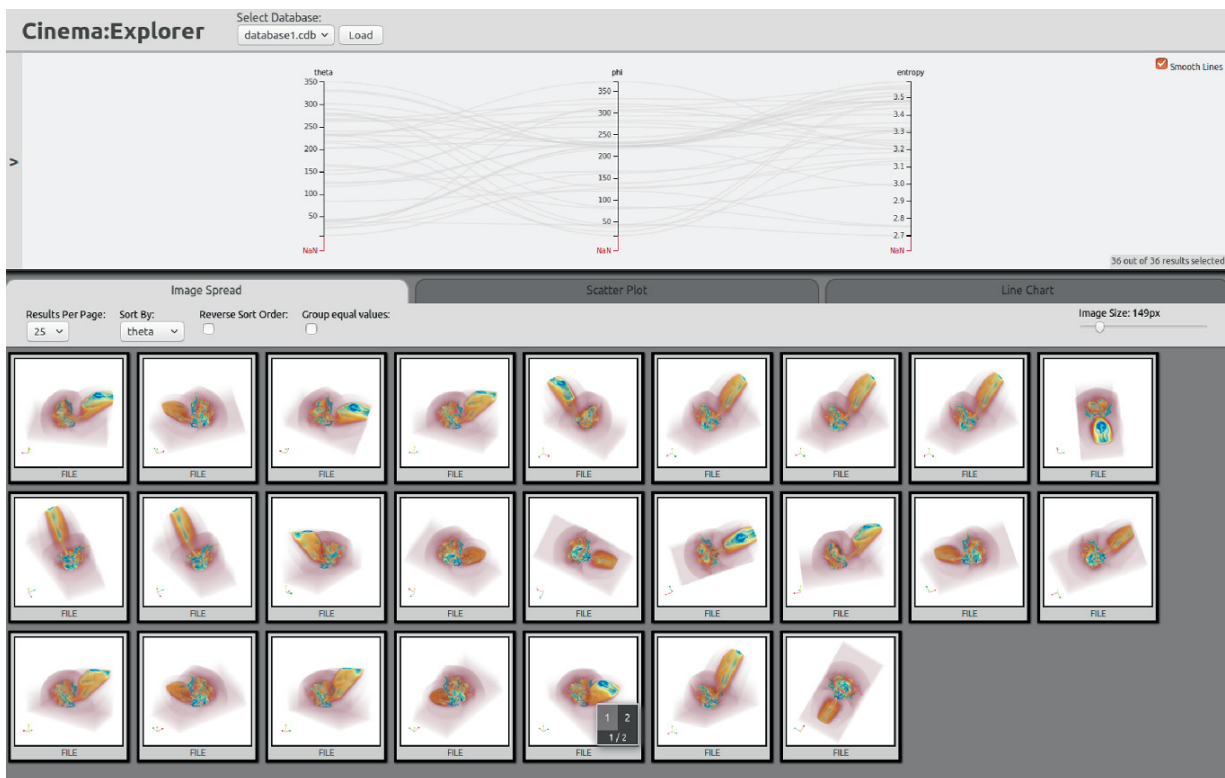 Cinema:Explorer
Select Database:
database1.cdb
Load
theta
phi
entropy
Smooth Lines
350
300
250
200
150
100
50
NaN
350
300
250
200
150
100
50
NaN
3.5
3.4
3.3
3.2
3.1
3.0
2.9
2.8
2.7
NaN
>
36 out of 36 results selected
Image Spread
Scatter Plot
Line Chart
Results Per Page:
25
Sort By:
theta
Reverse Sort Order:
Group equal values:
Image Size: 149px
FILE FILE FILE FILE FILE FILE FILE FILE FILE
FILE FILE FILE FILE FILE FILE FILE FILE FILE
1 2
1 / 2
FILE FILE FILE FILE FILE FILE FILE